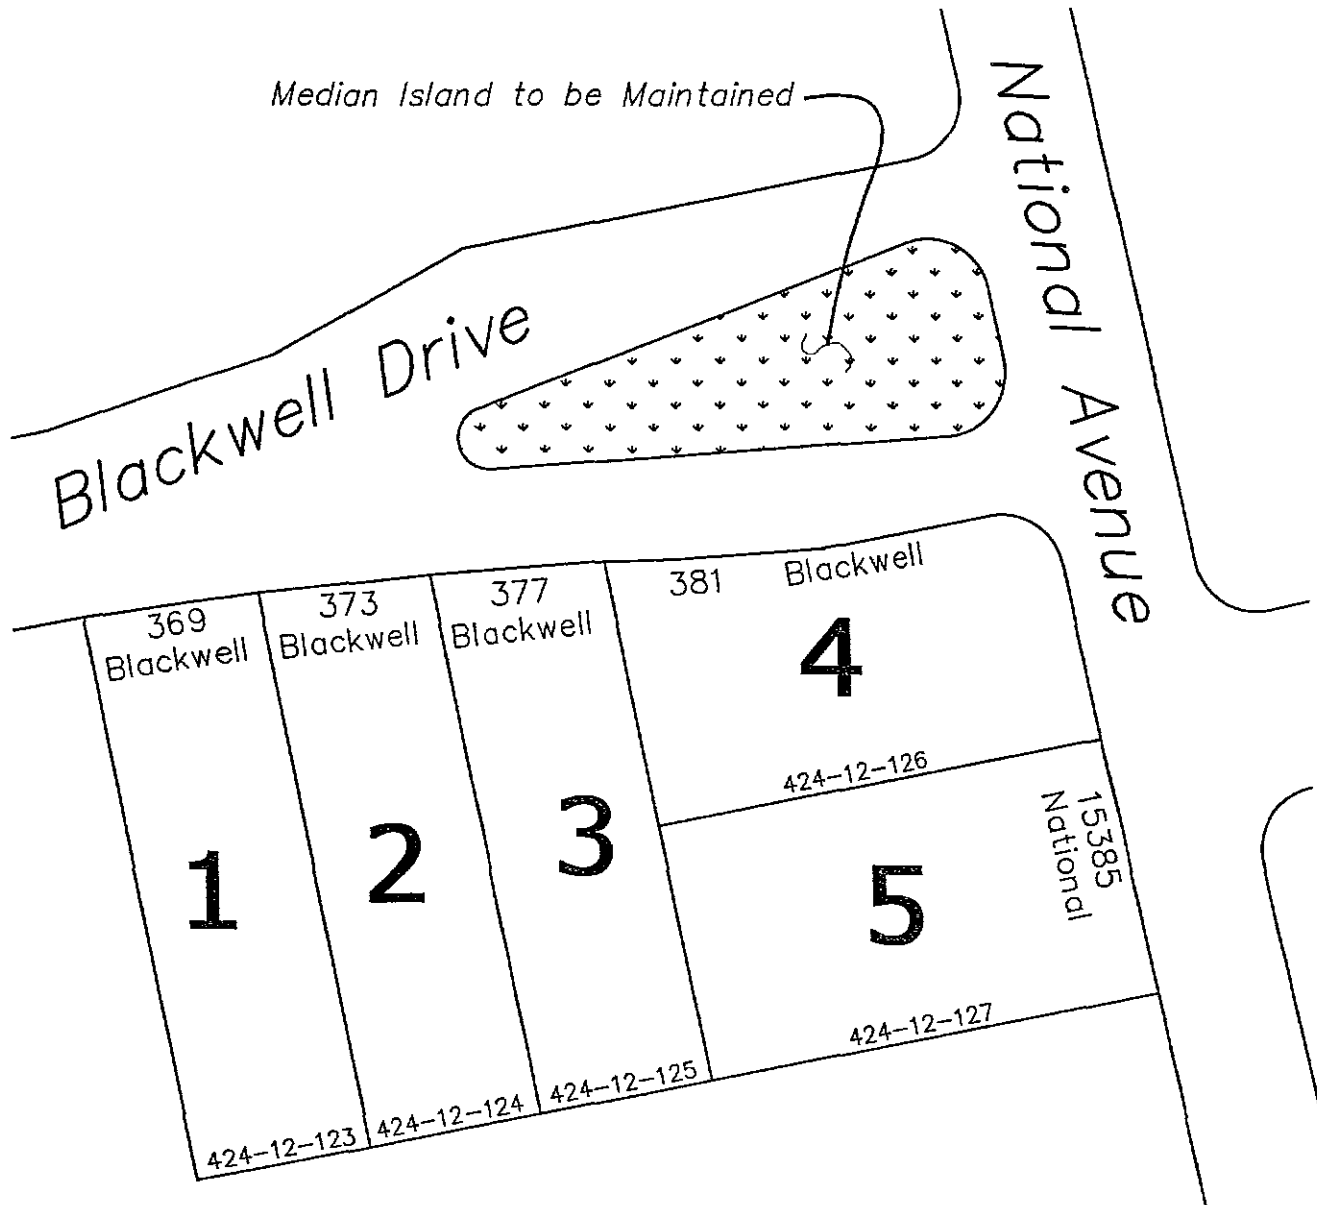 Median Island to be Maintained
National Avenue
Blackwell Drive
369
Blackwell
373
Blackwell
377
Blackwell
381 Blackwell
1
2
3
4
5
424-12-126
15385
National
424-12-127
424-12-125
424-12-124
424-12-123